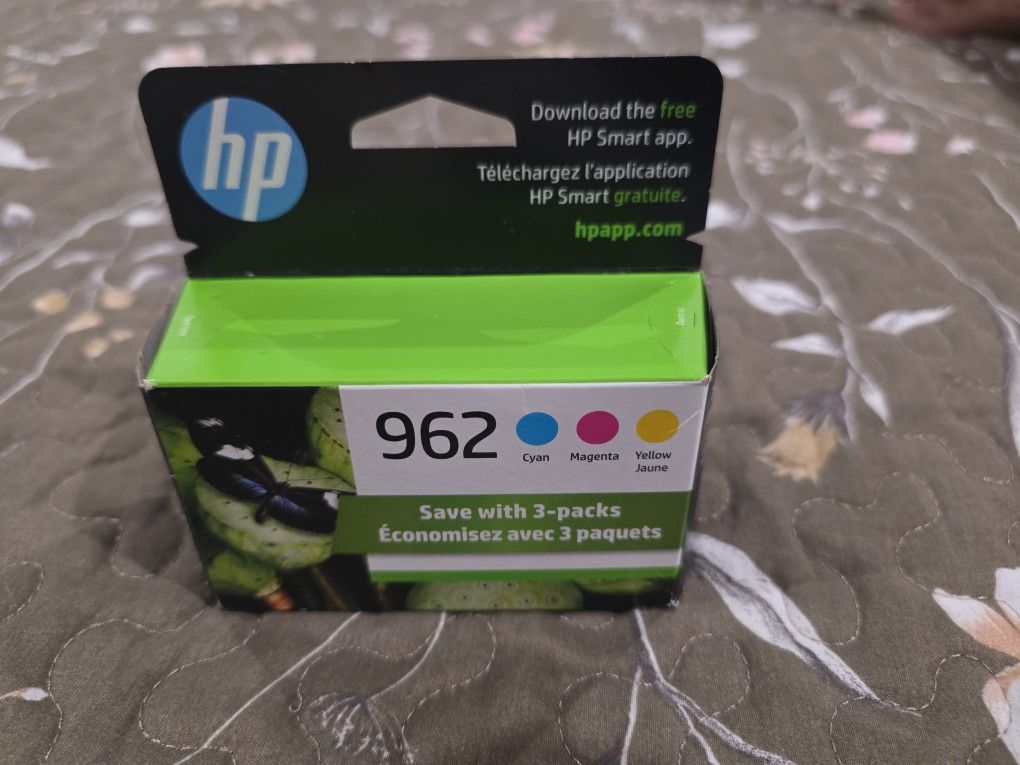 hp
Download the free
HP Smart app.
Téléchargez l'application
HP Smart gratuite.
hpapp.com
962
Cyan
Magenta
Yellow
Jaune
Save with 3-packs
Économisez avec 3 paquets